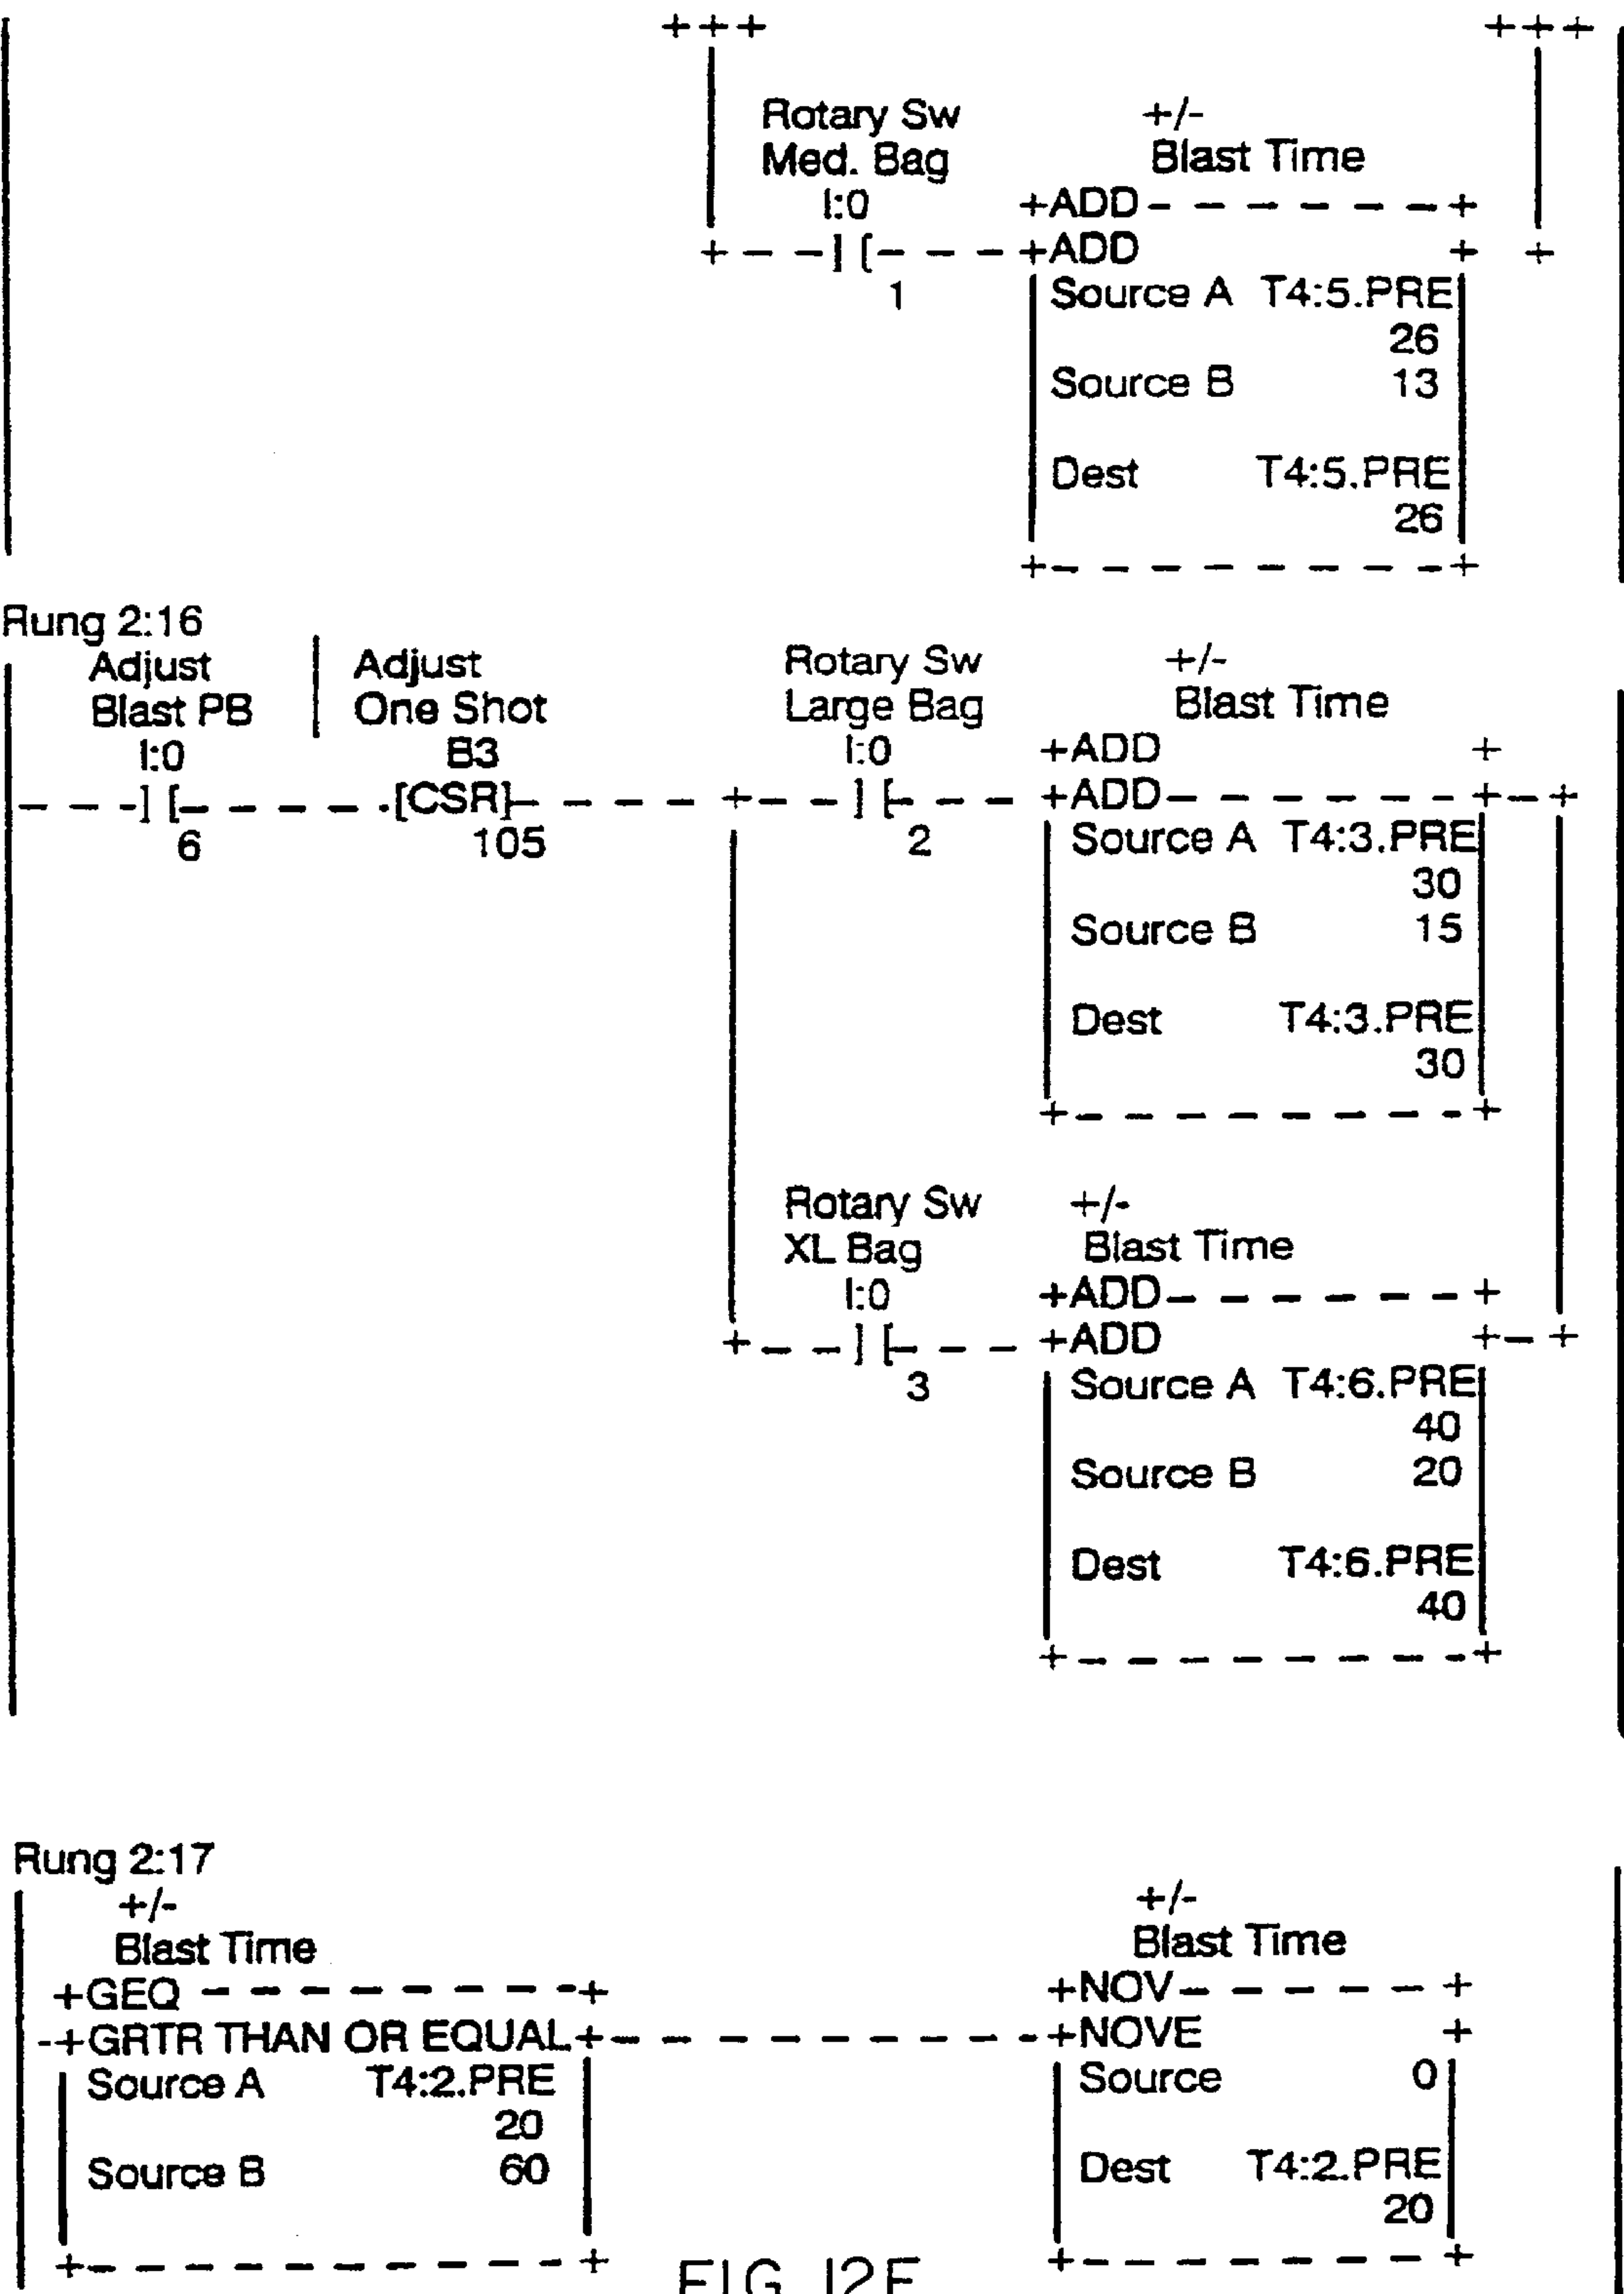 +++ +++
Rotary Sw +/-
Med. Bag Blast Time
I:0 +ADD- - - - - - -+
+- - -] [- - - -+ADD + +
1 Source A T4:5.PRE
26
Source B 13
Dest T4:5.PRE
26
+- - - - - - - - -+
Rung 2:16
Adjust Adjust Rotary Sw +/-
Blast PB One Shot Large Bag Blast Time
I:0 B3 I:0 +ADD +
- - -] [- - - - -.[CSR]- - - - - +- - -] [- - - +ADD- - - - - - -+-+
6 105 2 Source A T4:3.PRE
30
Source B 15
Dest T4:3.PRE
30
+- - - - - - - - -+
Rotary Sw +/-
XL Bag Blast Time
I:0 +ADD- - - - - - -+
+- - -] [- - - +ADD +-+
3 Source A T4:6.PRE
40
Source B 20
Dest T4:6.PRE
40
+- - - - - - - - -+
Rung 2:17
+/- +/-
Blast Time Blast Time
+GEQ - - - - - - - -+ +NOV- - - - - -+
-+GRTR THAN OR EQUAL+- - - - - - - - -+NOVE +
Source A T4:2.PRE Source 0
20
Source B 60 Dest T4:2.PRE
20
+- - - - - - - - - -+ +- - - - - - - -+
FIG. 12F